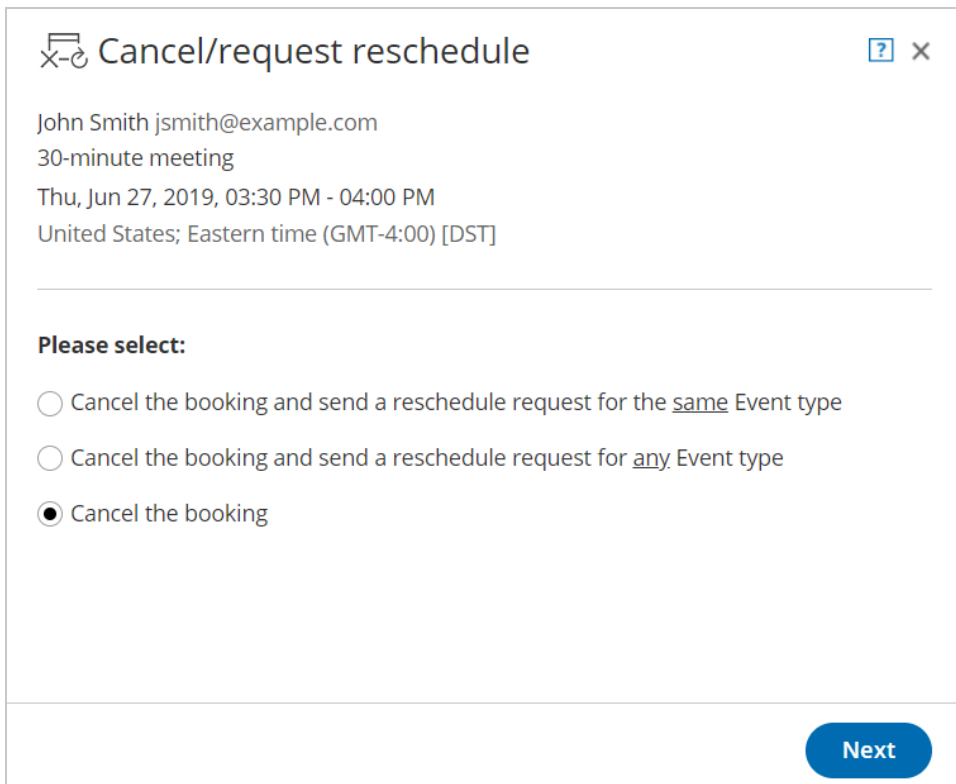 Cancel/request reschedule
?
John Smith jsmith@example.com
30-minute meeting
Thu, Jun 27, 2019, 03:30 PM - 04:00 PM
United States; Eastern time (GMT-4:00) [DST]
Please select:
Cancel the booking and send a reschedule request for the same Event type
Cancel the booking and send a reschedule request for any Event type
Cancel the booking
Next